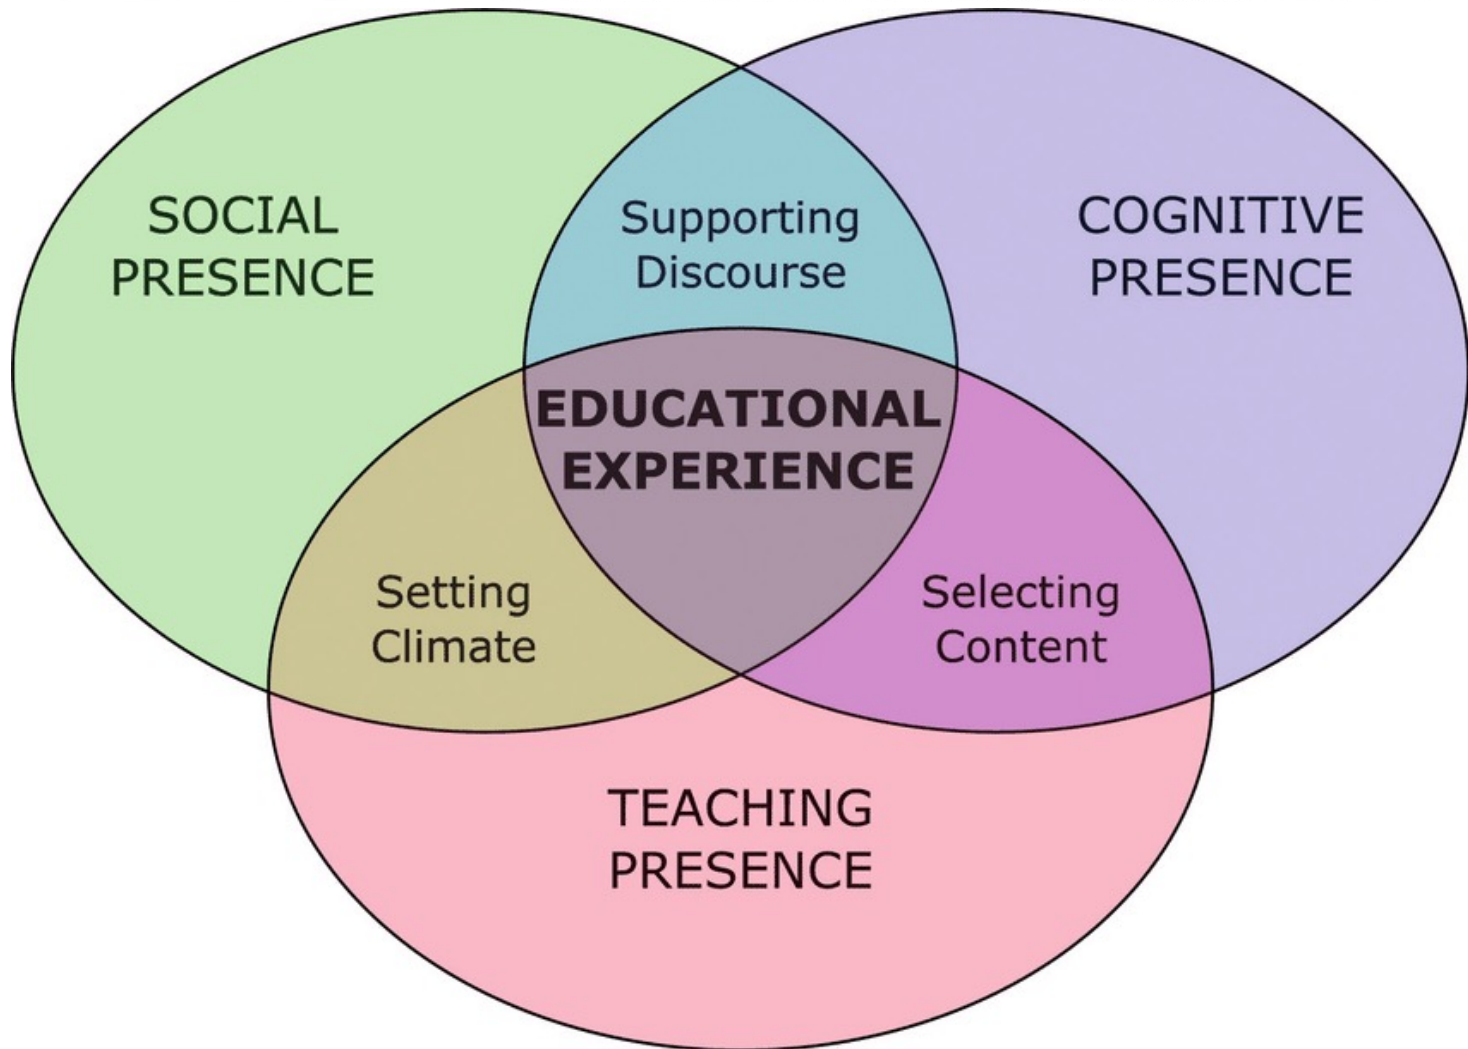 SOCIAL
PRESENCE
Supporting
Discourse
COGNITIVE
PRESENCE
EDUCATIONAL
EXPERIENCE
Setting
Climate
Selecting
Content
TEACHING
PRESENCE